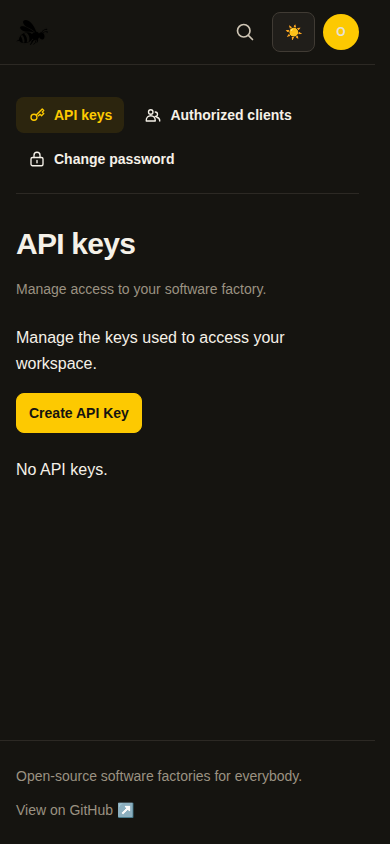 O
API keys
Authorized clients
Change password
API keys
Manage access to your software factory.
Manage the keys used to access your
workspace.
Create API Key
No API keys.
Open-source software factories for everybody.
View on GitHub ↗️